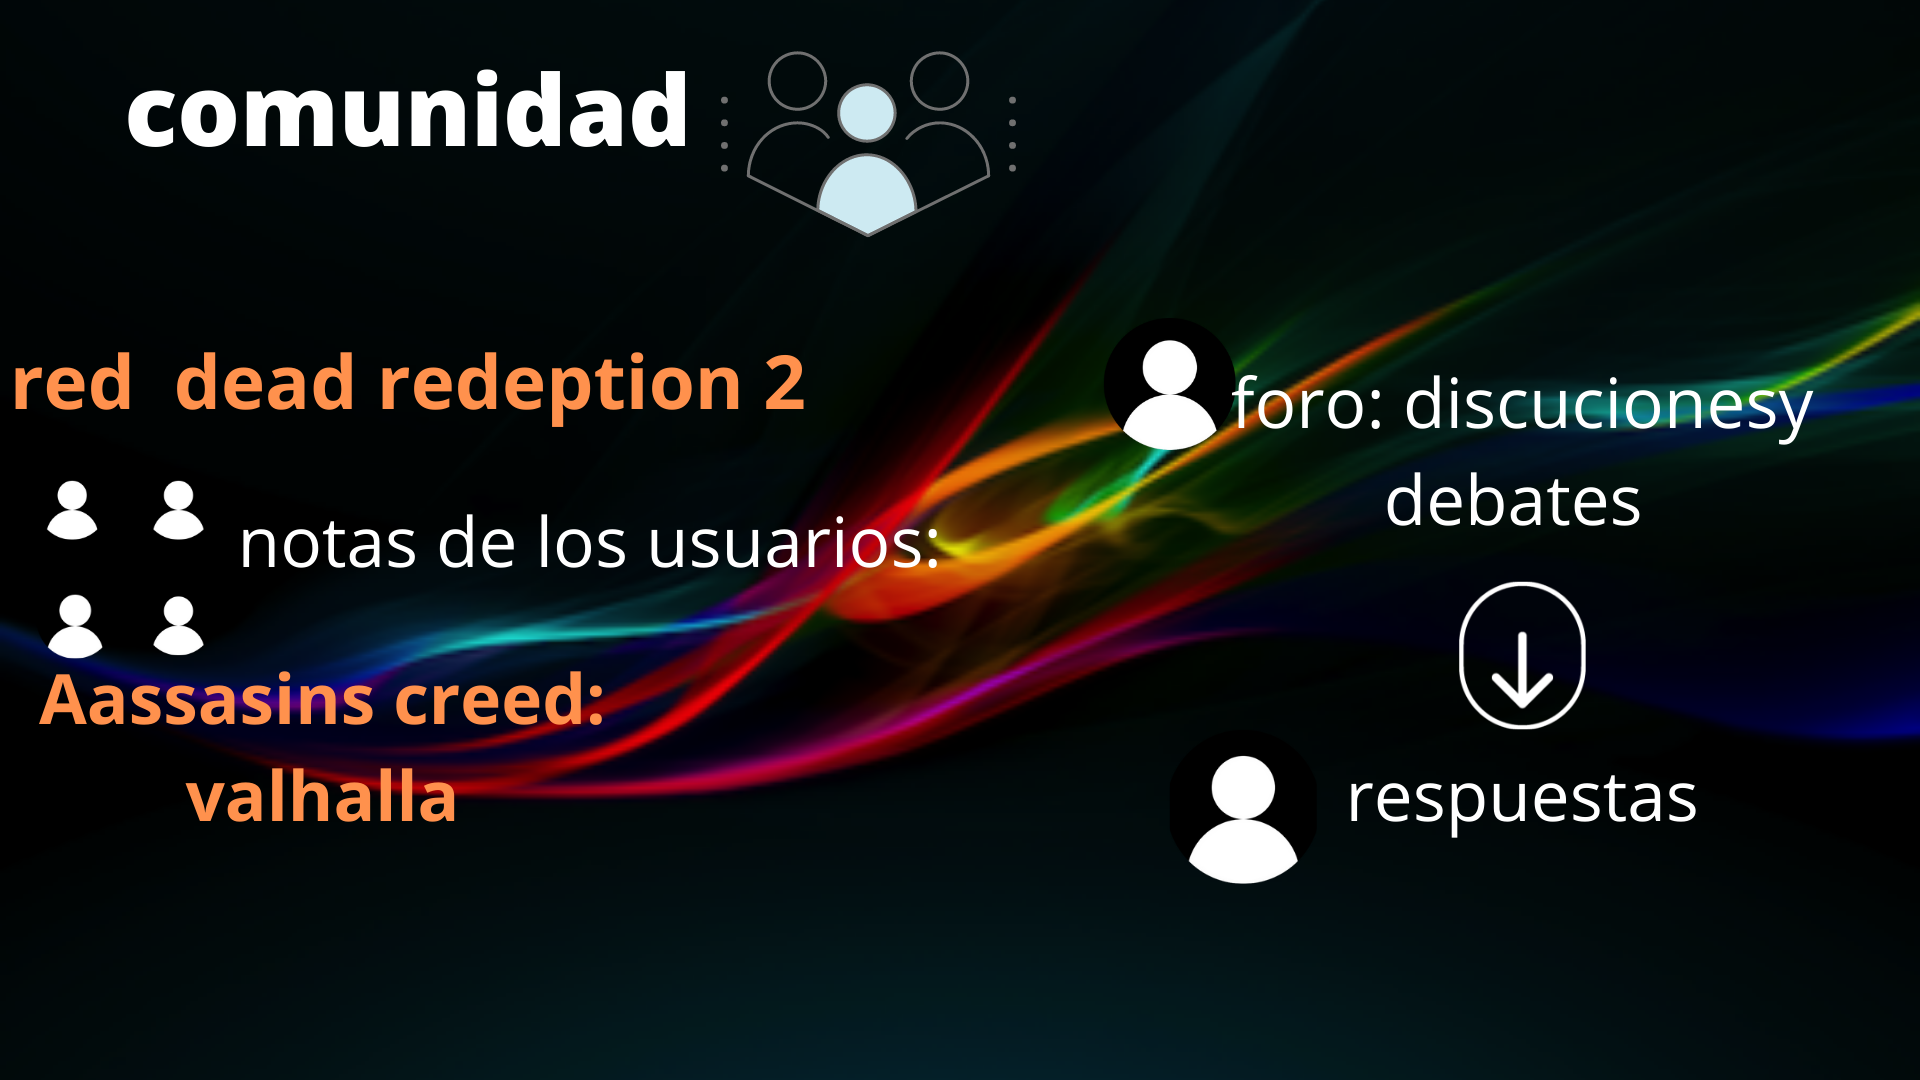 comunidad
red  dead redeption 2
notas de los usuarios:
Aassasins creed:
valhalla
foro: discucionesy
debates
respuestas